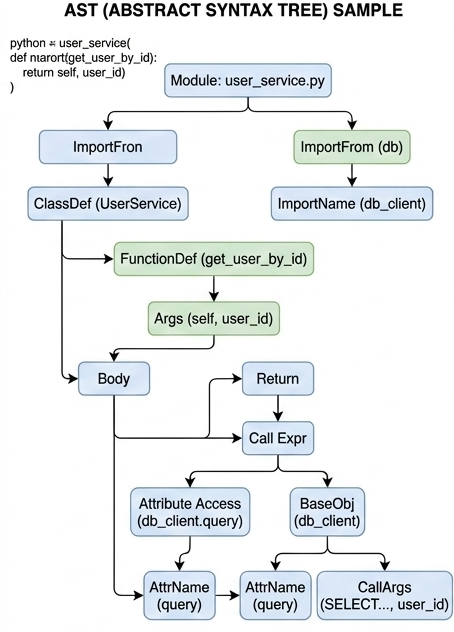 AST (ABSTRACT SYNTAX TREE) SAMPLE
python = user_service(
def nɪarort(get_user_by_id):
return self, user_id)
)
Module: user_service.py
ImportFron
ImportFrom (db)
ClassDef (UserService)
ImportName (db_client)
FunctionDef (get_user_by_id)
Args (self, user_id)
Body
Return
Call Expr
Attribute Access
(db_client.query)
BaseObj
(db_client)
AttrName
(query)
AttrName
(query)
CallArgs
(SELECT..., user_id)